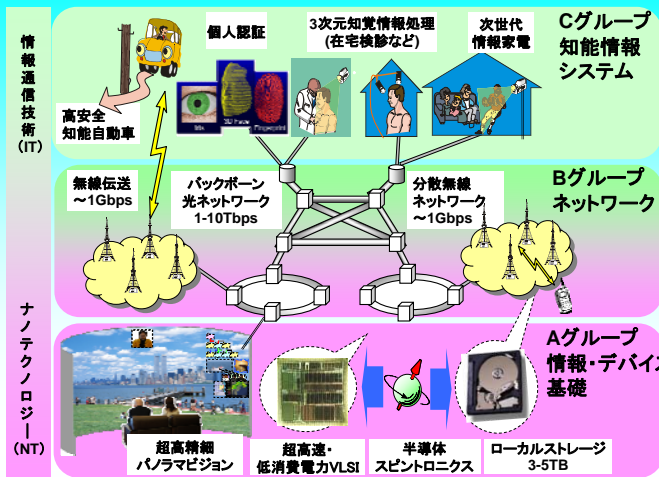 情報通信技術
(IT)
ナノテクノロジー
(NT)
個人認証
3次元知覚情報処理
(在宅検診など)
次世代
情報家電
Cグループ
知能情報
システム
高安全
知能自動車
Iris
3D Face
Fingerprint
無線伝送
~1Gbps
バックボーン
光ネットワーク
1-10Tbps
分散無線
ネットワーク
~1Gbps
Bグループ
ネットワーク
Aグループ
情報・デバイス
基礎
超高精細
パノラマビジョン
超高速・
低消費電力VLSI
半導体
スピントロニクス
ローカルストレージ
3-5TB